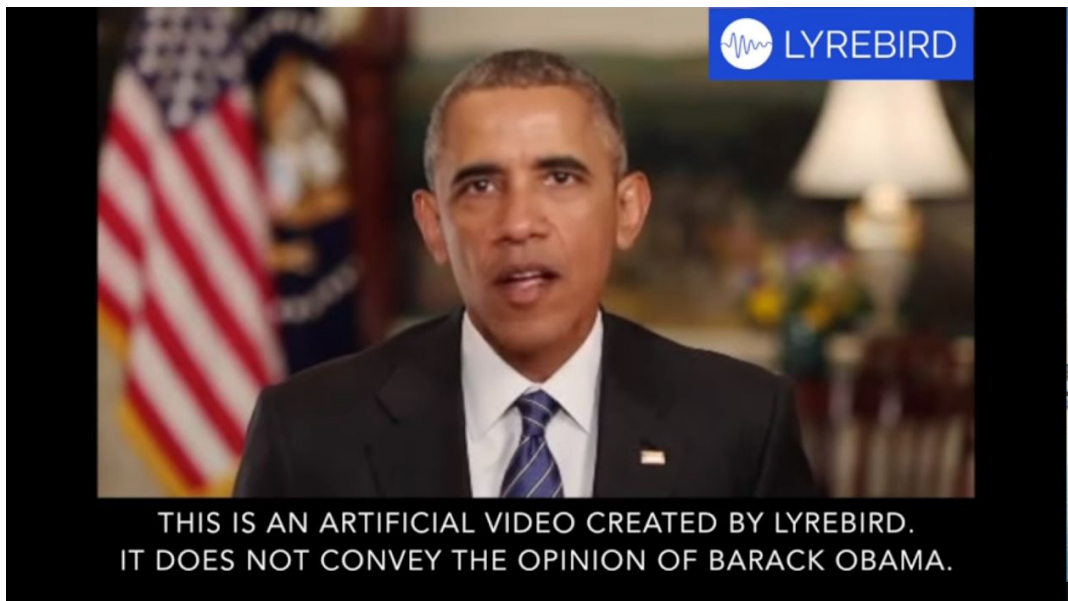 LYREBIRD
THIS IS AN ARTIFICIAL VIDEO CREATED BY LYREBIRD.
IT DOES NOT CONVEY THE OPINION OF BARACK OBAMA.